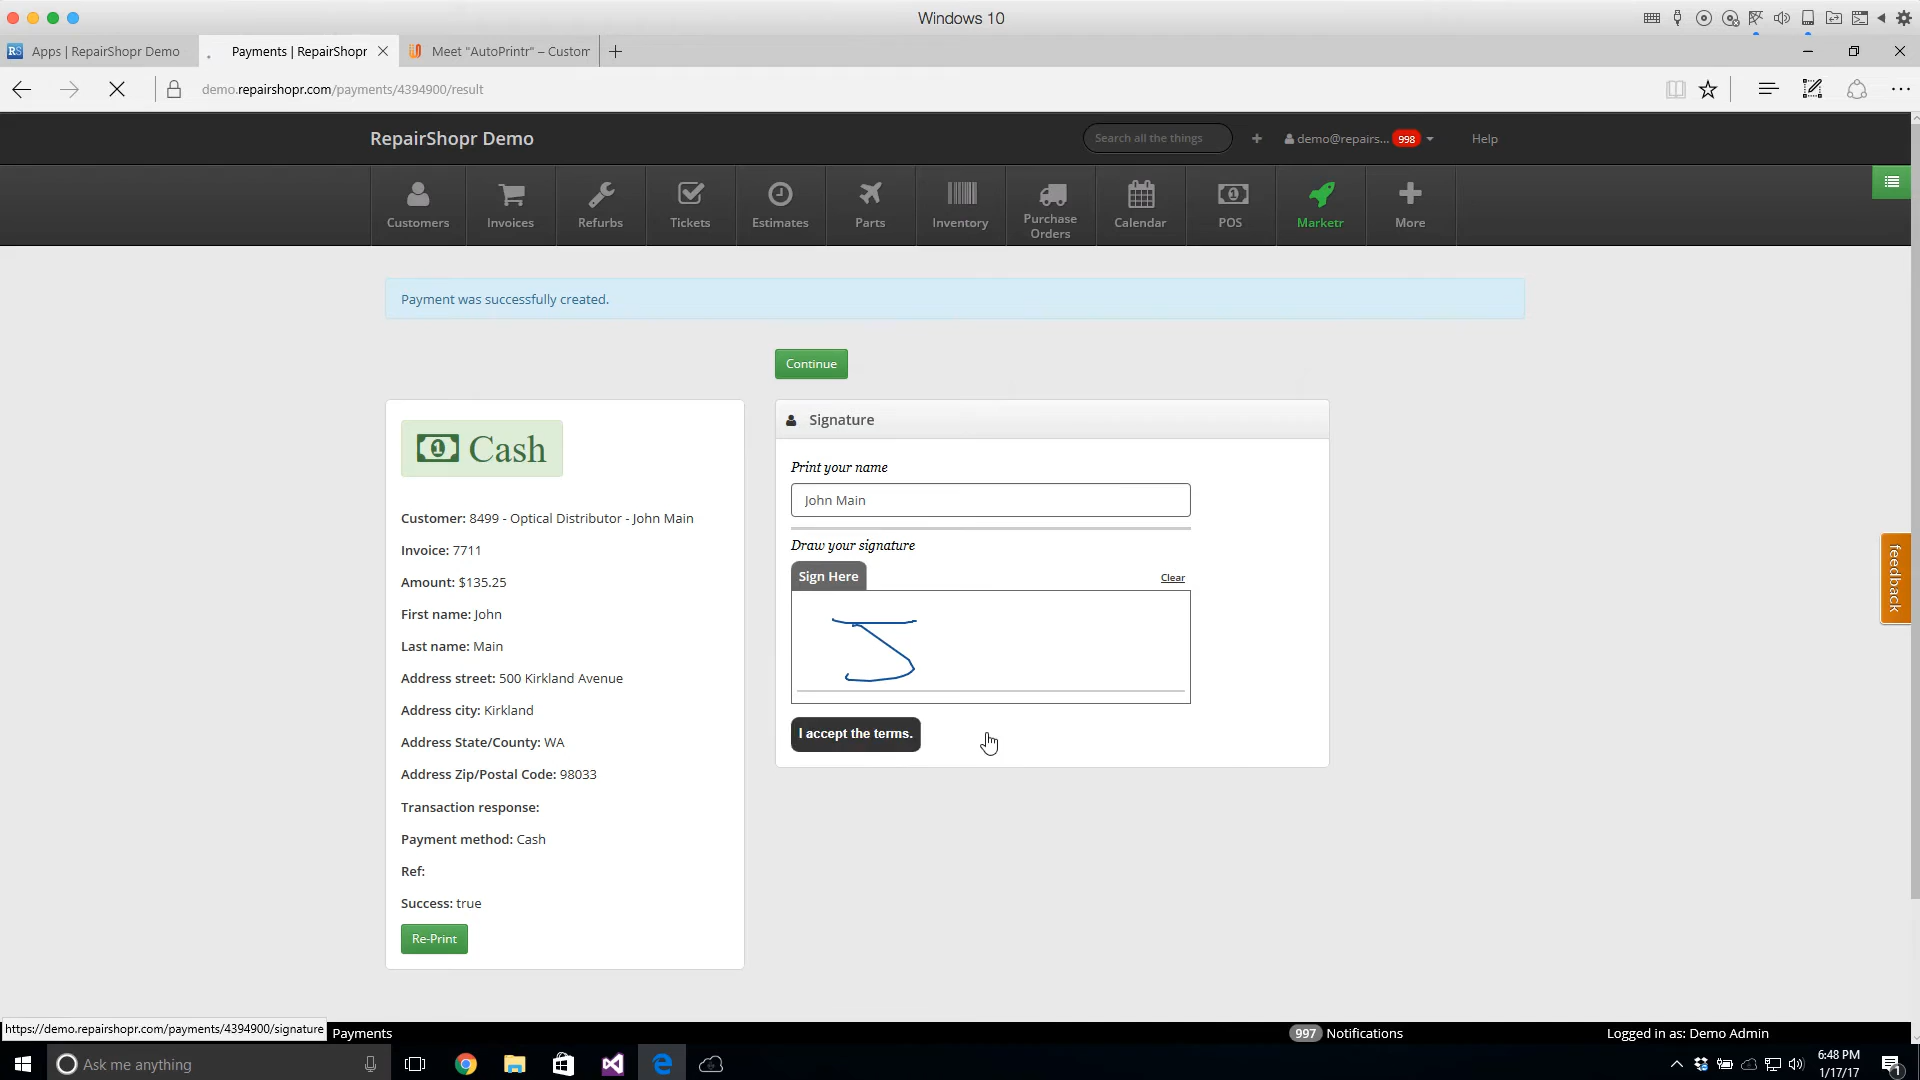 Windows 10
Apps | RepairShopr Demo
Payments | RepairShopr
Meet "AutoPrintr" – Custom
demo.repairshopr.com/payments/4394900/result
RepairShopr Demo
Search all the things
demo@repairs... 998
Help
Customers
Invoices
Refurbs
Tickets
Estimates
Parts
Inventory
Purchase
Orders
Calendar
POS
Marketr
More
Payment was successfully created.
Continue
Cash
Customer: 8499 - Optical Distributor - John Main
Invoice: 7711
Amount: $135.25
First name: John
Last name: Main
Address street: 500 Kirkland Avenue
Address city: Kirkland
Address State/County: WA
Address Zip/Postal Code: 98033
Transaction response:
Payment method: Cash
Ref:
Success: true
Re-Print
Signature
Print your name
John Main
Draw your signature
Sign Here
Clear
J
I accept the terms.
feedback
https://demo.repairshopr.com/payments/4394900/signature
Payments
997 Notifications
Logged in as: Demo Admin
Ask me anything
6:48 PM
1/17/17
1